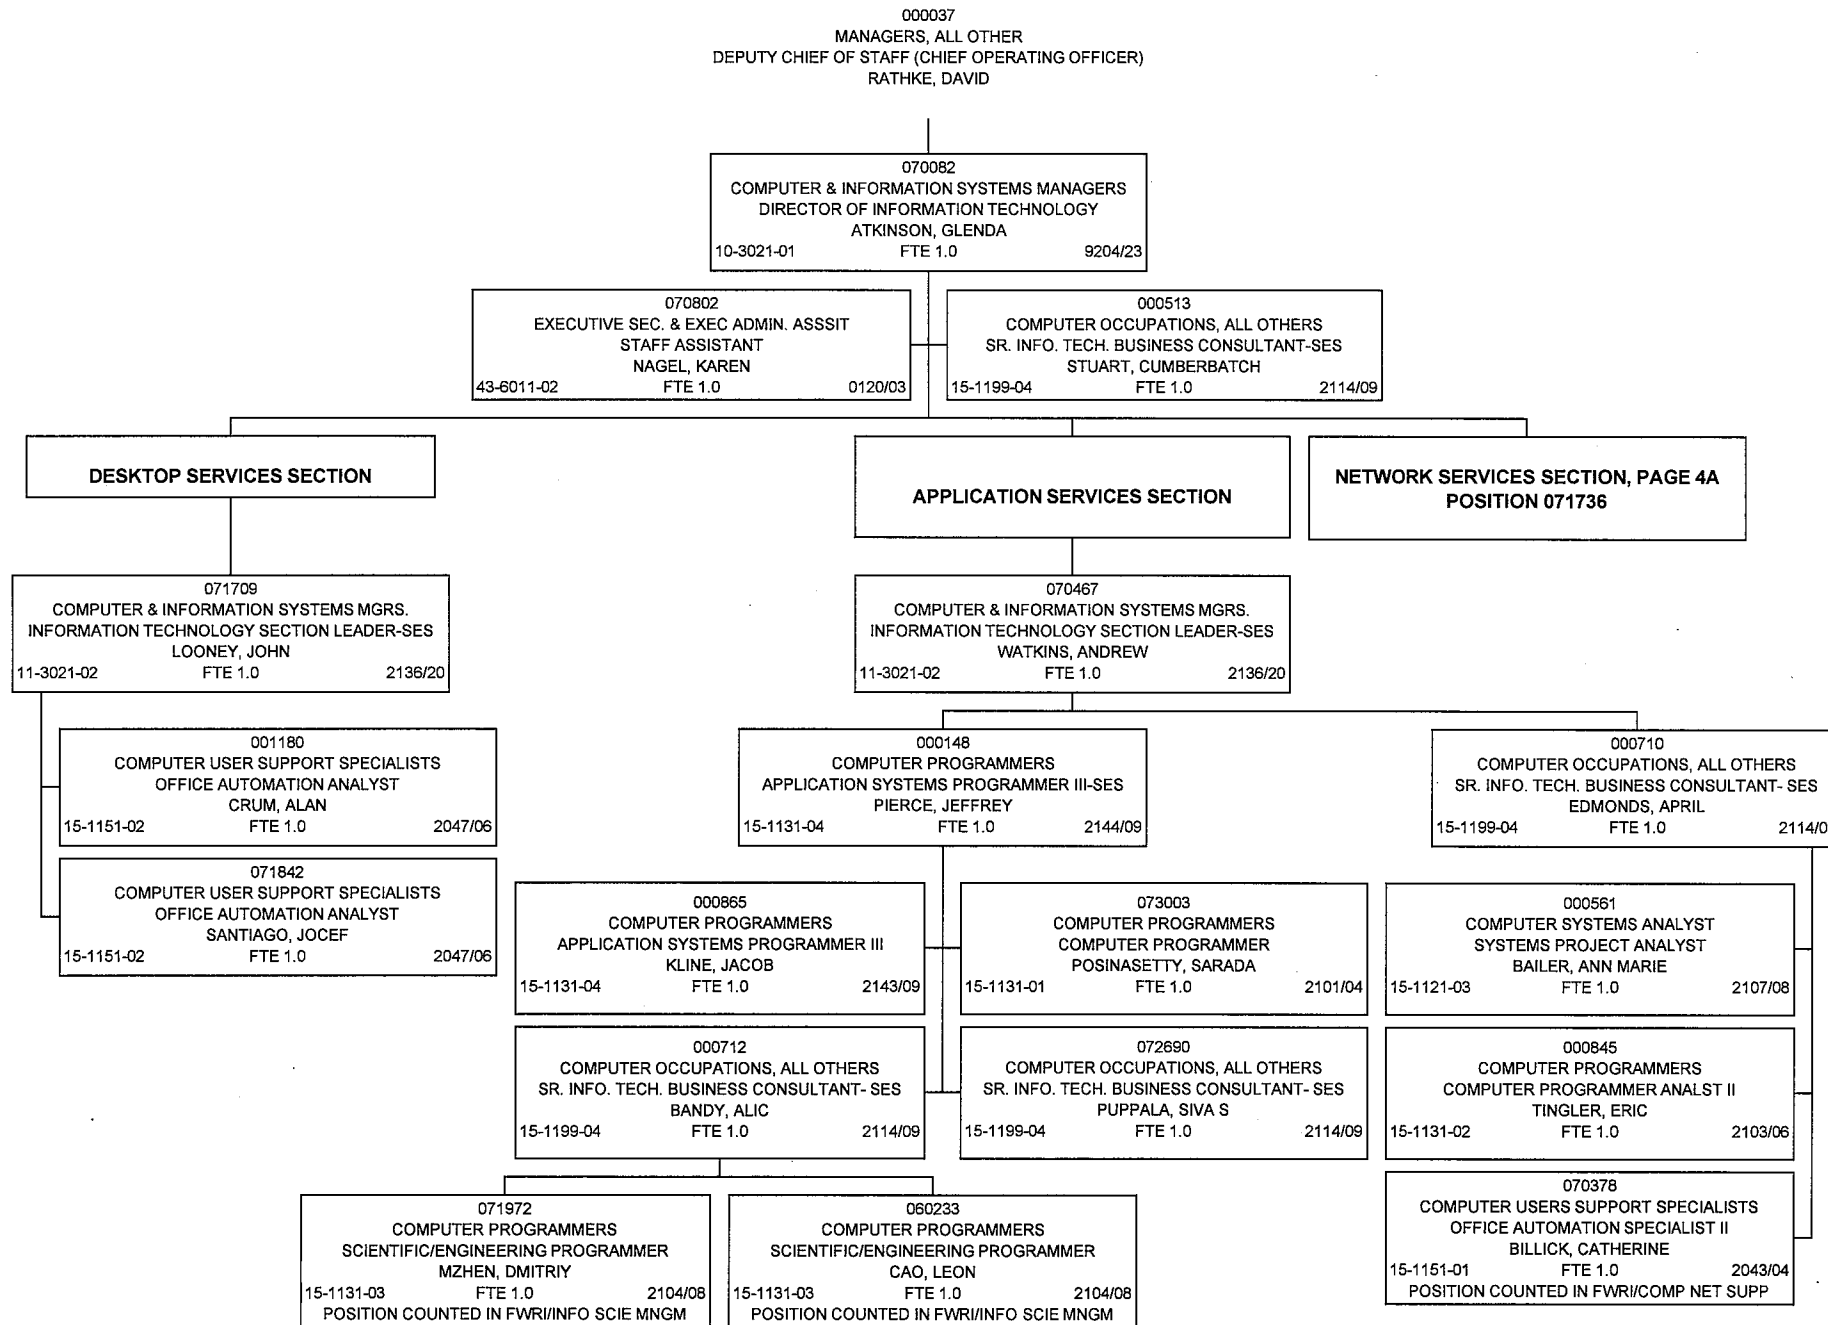 000037
MANAGERS, ALL OTHER
DEPUTY CHIEF OF STAFF (CHIEF OPERATING OFFICER)
RATHKE, DAVID
070082
COMPUTER & INFORMATION SYSTEMS MANAGERS
DIRECTOR OF INFORMATION TECHNOLOGY
ATKINSON, GLENDA
10-3021-01 FTE 1.0 9204/23
070802
EXECUTIVE SEC. & EXEC ADMIN. ASSSIT
STAFF ASSISTANT
NAGEL, KAREN
43-6011-02 FTE 1.0 0120/03
000513
COMPUTER OCCUPATIONS, ALL OTHERS
SR. INFO. TECH. BUSINESS CONSULTANT-SES
STUART, CUMBERBATCH
15-1199-04 FTE 1.0 2114/09
DESKTOP SERVICES SECTION
APPLICATION SERVICES SECTION
NETWORK SERVICES SECTION, PAGE 4A
POSITION 071736
071709
COMPUTER & INFORMATION SYSTEMS MGRS.
INFORMATION TECHNOLOGY SECTION LEADER-SES
LOONEY, JOHN
11-3021-02 FTE 1.0 2136/20
070467
COMPUTER & INFORMATION SYSTEMS MGRS.
INFORMATION TECHNOLOGY SECTION LEADER-SES
WATKINS, ANDREW
11-3021-02 FTE 1.0 2136/20
001180
COMPUTER USER SUPPORT SPECIALISTS
OFFICE AUTOMATION ANALYST
CRUM, ALAN
15-1151-02 FTE 1.0 2047/06
071842
COMPUTER USER SUPPORT SPECIALISTS
OFFICE AUTOMATION ANALYST
SANTIAGO, JOCEF
15-1151-02 FTE 1.0 2047/06
000148
COMPUTER PROGRAMMERS
APPLICATION SYSTEMS PROGRAMMER III-SES
PIERCE, JEFFREY
15-1131-04 FTE 1.0 2144/09
000710
COMPUTER OCCUPATIONS, ALL OTHERS
SR. INFO. TECH. BUSINESS CONSULTANT- SES
EDMONDS, APRIL
15-1199-04 FTE 1.0 2114/0
000865
COMPUTER PROGRAMMERS
APPLICATION SYSTEMS PROGRAMMER III
KLINE, JACOB
15-1131-04 FTE 1.0 2143/09
073003
COMPUTER PROGRAMMERS
COMPUTER PROGRAMMER
POSINASETTY, SARADA
15-1131-01 FTE 1.0 2101/04
000561
COMPUTER SYSTEMS ANALYST
SYSTEMS PROJECT ANALYST
BAILER, ANN MARIE
15-1121-03 FTE 1.0 2107/08
000712
COMPUTER OCCUPATIONS, ALL OTHERS
SR. INFO. TECH. BUSINESS CONSULTANT- SES
BANDY, ALIC
15-1199-04 FTE 1.0 2114/09
072690
COMPUTER OCCUPATIONS, ALL OTHERS
SR. INFO. TECH. BUSINESS CONSULTANT- SES
PUPPALA, SIVA S
15-1199-04 FTE 1.0 2114/09
000845
COMPUTER PROGRAMMERS
COMPUTER PROGRAMMER ANALST II
TINGLER, ERIC
15-1131-02 FTE 1.0 2103/06
071972
COMPUTER PROGRAMMERS
SCIENTIFIC/ENGINEERING PROGRAMMER
MZHEN, DMITRIY
15-1131-03 FTE 1.0 2104/08
POSITION COUNTED IN FWRI/INFO SCIE MNGM
060233
COMPUTER PROGRAMMERS
SCIENTIFIC/ENGINEERING PROGRAMMER
CAO, LEON
15-1131-03 FTE 1.0 2104/08
POSITION COUNTED IN FWRI/INFO SCIE MNGM
070378
COMPUTER USERS SUPPORT SPECIALISTS
OFFICE AUTOMATION SPECIALIST II
BILLICK, CATHERINE
15-1151-01 FTE 1.0 2043/04
POSITION COUNTED IN FWRI/COMP NET SUPP